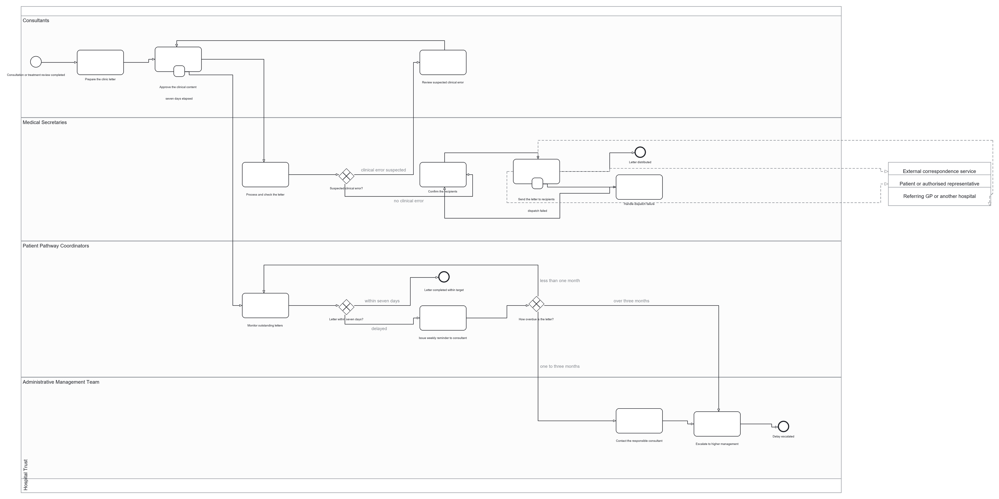 Consultants
Consultation or treatment review completed
Prepare the clinic letter
Approve the clinical content
seven days elapsed
Review suspected clinical error
Medical Secretaries
Process and check the letter
Suspected clinical error?
clinical error suspected
no clinical error
Confirm the recipients
Send the letter to recipients
dispatch failed
Letter distributed
Handle dispatch failure
External correspondence service
Patient or authorised representative
Referring GP or another hospital
Patient Pathway Coordinators
Monitor outstanding letters
Letter within seven days?
within seven days
delayed
Letter completed within target
Issue weekly reminder to consultant
How overdue is the letter?
less than one month
over three months
one to three months
Administrative Management Team
Contact the responsible consultant
Escalate to higher management
Delay escalated
Hospital Trust